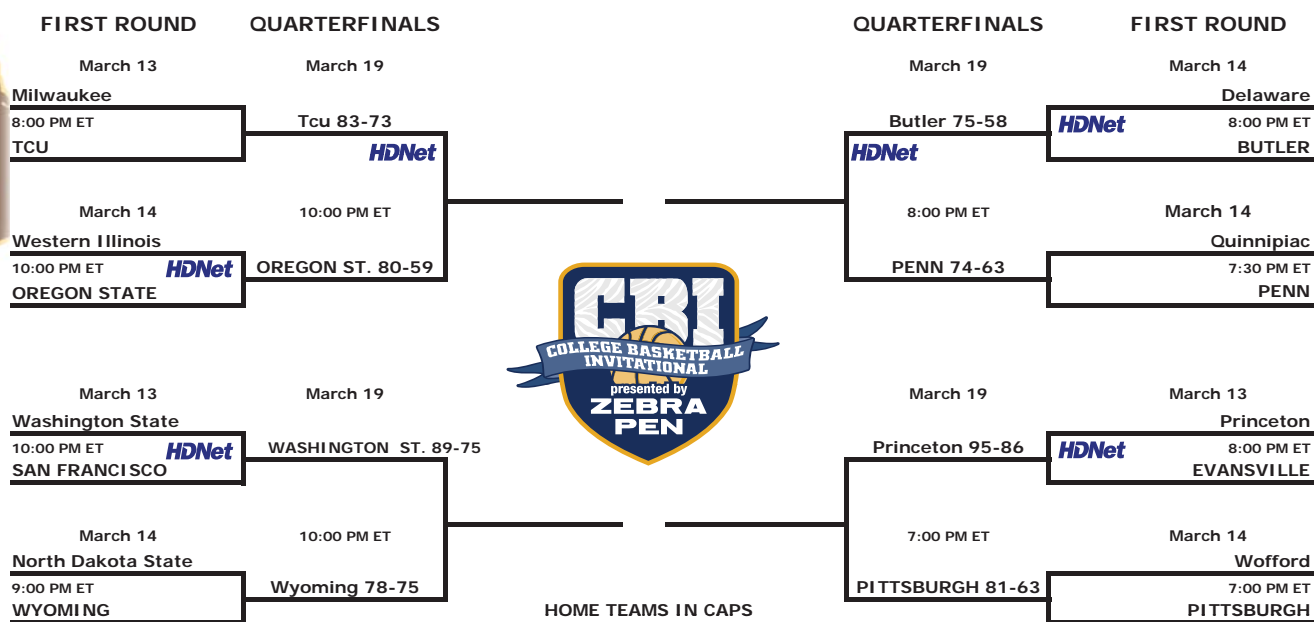 FIRST ROUND
QUARTERFINALS
March 13
March 19
Milwaukee
8:00 PM ET
TCU
Tcu 83-73
HDNet
March 14
10:00 PM ET
Western Illinois
10:00 PM ET
HDNet
OREGON STATE
OREGON ST. 80-59
March 13
March 19
Washington State
10:00 PM ET
HDNet
SAN FRANCISCO
WASHINGTON ST. 89-75
March 14
10:00 PM ET
North Dakota State
9:00 PM ET
WYOMING
Wyoming 78-75
CBI
COLLEGE BASKETBALL
INVITATIONAL
presented by
ZEBRA
PEN
HOME TEAMS IN CAPS
QUARTERFINALS
FIRST ROUND
March 19
March 14
Delaware
Butler 75-58
HDNet
HDNet
8:00 PM ET
BUTLER
8:00 PM ET
March 14
Quinnipiac
PENN 74-63
7:30 PM ET
PENN
March 19
March 13
Princeton
Princeton 95-86
HDNet
8:00 PM ET
EVANSVILLE
7:00 PM ET
March 14
Wofford
PITTSBURGH 81-63
7:00 PM ET
PITTSBURGH